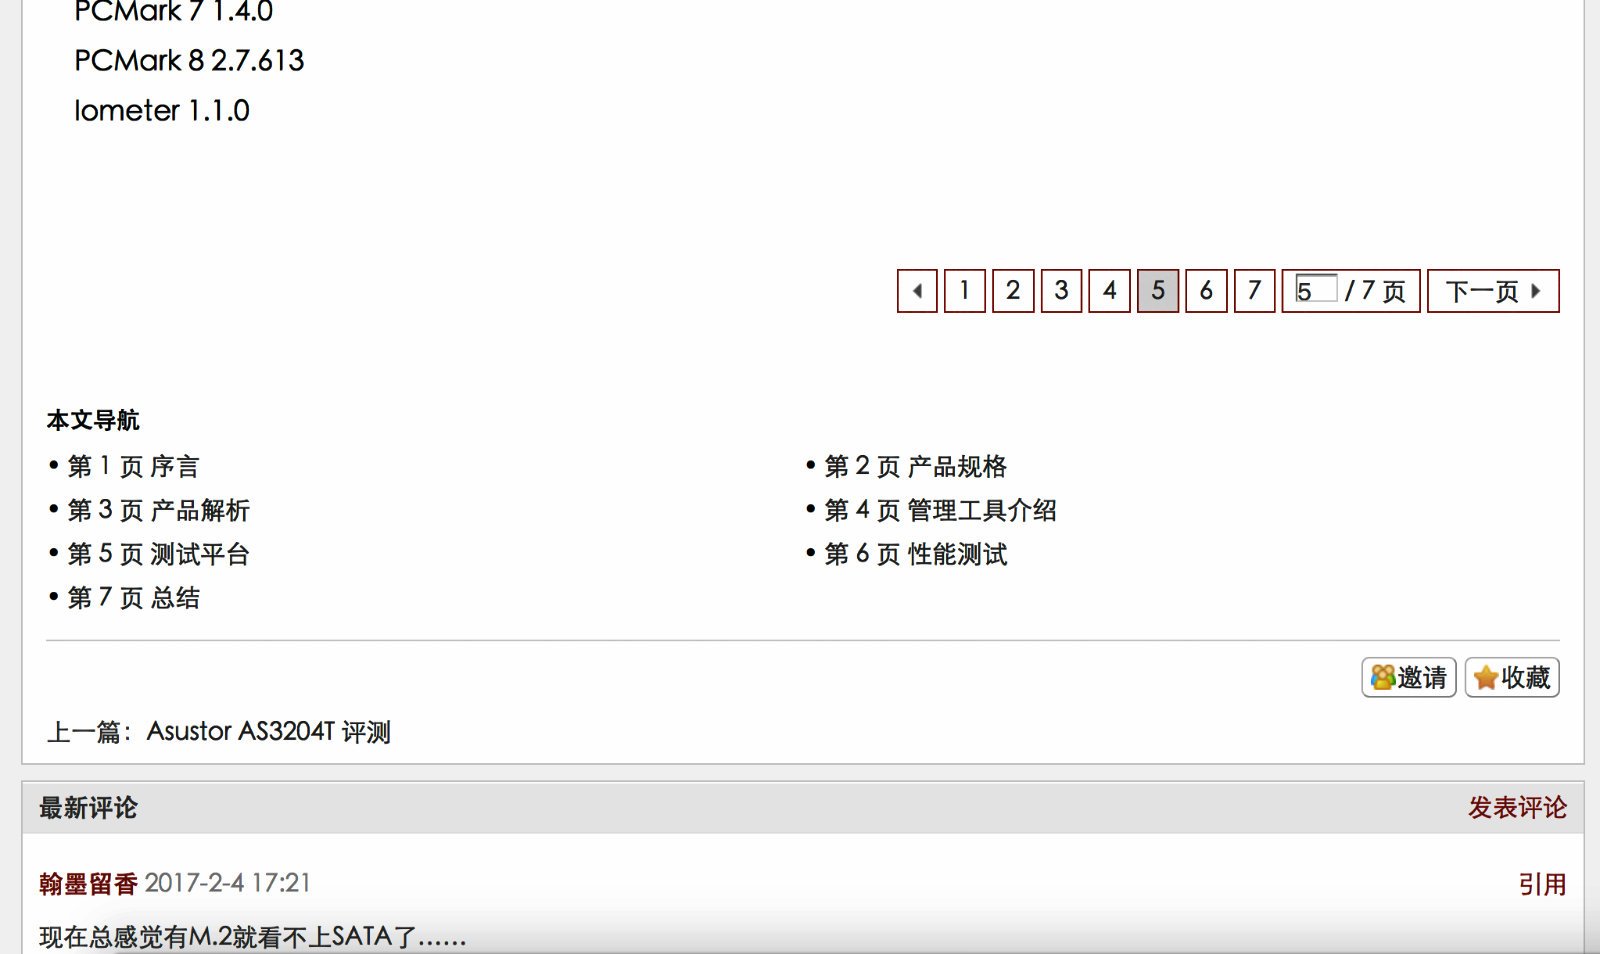 PCMark 7 1.4.0
PCMark 8 2.7.613
Iometer 1.1.0
1 2 3 4 5 6 7 5 / 7 页 下一页
本文导航
• 第 1 页 序言 • 第 2 页 产品规格
• 第 3 页 产品解析 • 第 4 页 管理工具介绍
• 第 5 页 测试平台 • 第 6 页 性能测试
• 第 7 页 总结
邀请 收藏
上一篇：Asustor AS3204T 评测
最新评论 发表评论
翰墨留香 2017-2-4 17:21 引用
现在总感觉有M.2就看不上SATA了......